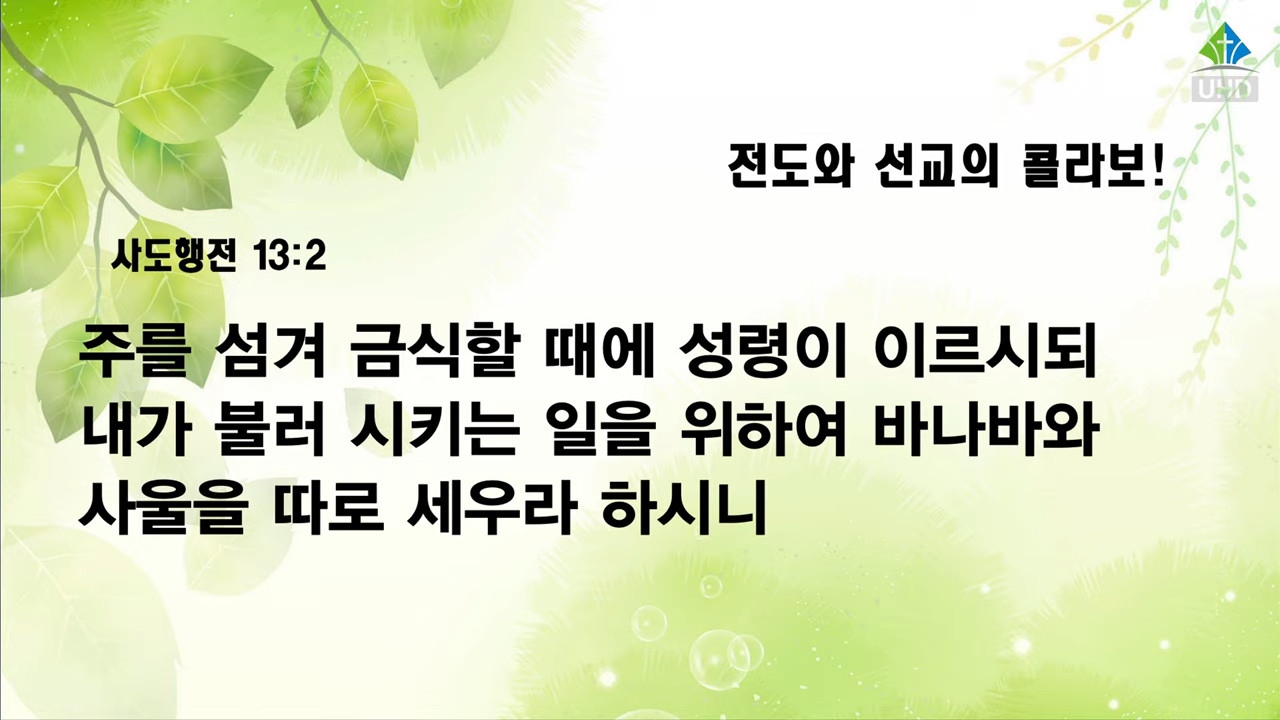 UHD
전도와 선교의 콜라보!
사도행전 13:2
주를 섬겨 금식할 때에 성령이 이르시되
내가 불러 시키는 일을 위하여 바나바와
사울을 따로 세우라 하시니